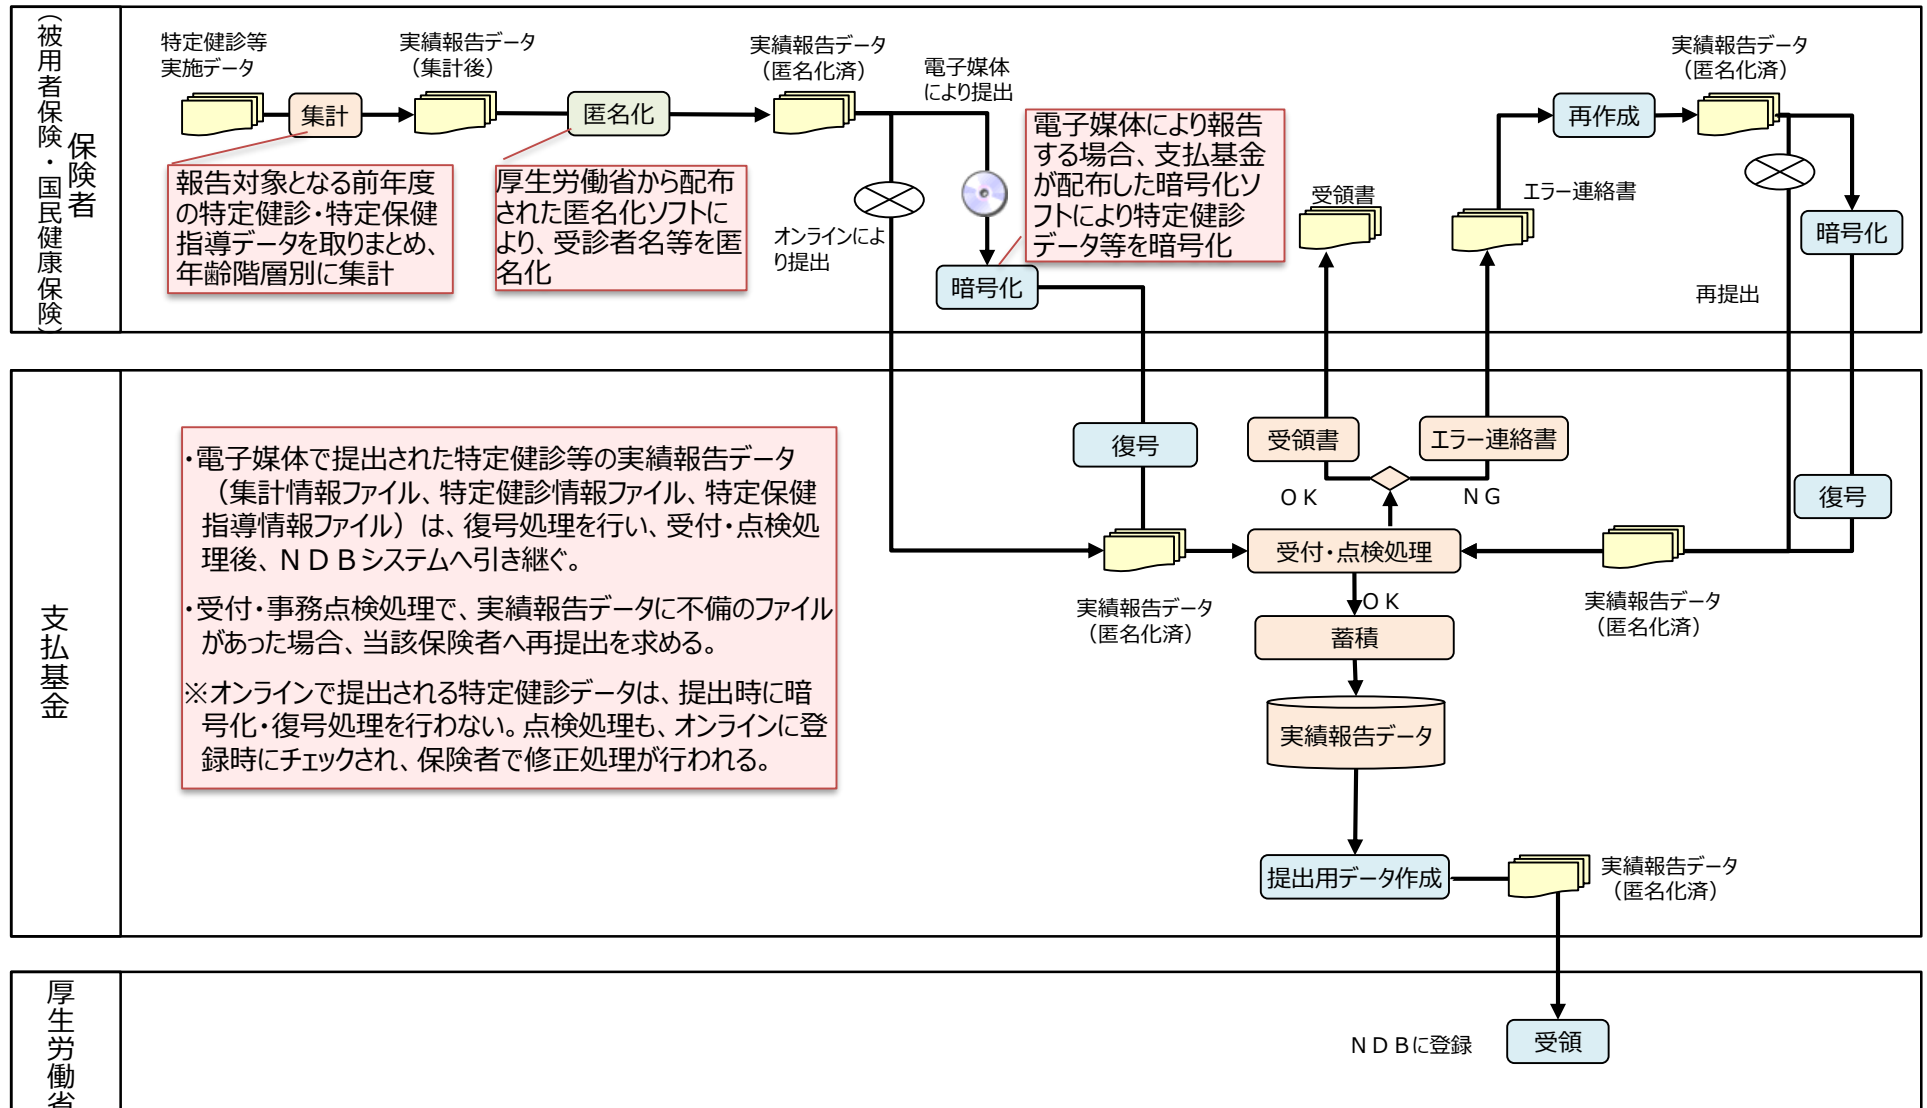 （被用者保険・国民健康保険）
保険者
特定健診等
実施データ
集計
実績報告データ
（集計後）
匿名化
実績報告データ
（匿名化済）
電子媒体
により提出
報告対象となる前年度
の特定健診・特定保健
指導データを取りまとめ、
年齢階層別に集計
厚生労働省から配布
された匿名化ソフトに
より、受診者名等を匿
名化
オンラインによ
り提出
電子媒体により報告
する場合、支払基金
が配布した暗号化ソ
フトにより特定健診
データ等を暗号化
暗号化
受領書
エラー連絡書
再作成
実績報告データ
（匿名化済）
暗号化
再提出
支払基金
・電子媒体で提出された特定健診等の実績報告データ
（集計情報ファイル、特定健診情報ファイル、特定保健
指導情報ファイル）は、復号処理を行い、受付・点検処
理後、ＮＤＢシステムへ引き継ぐ。
・受付・事務点検処理で、実績報告データに不備のファイル
があった場合、当該保険者へ再提出を求める。
※オンラインで提出される特定健診データは、提出時に暗
号化・復号処理を行わない。点検処理も、オンラインに登
録時にチェックされ、保険者で修正処理が行われる。
復号
受領書
エラー連絡書
ＯＫ
ＮＧ
復号
受付・点検処理
実績報告データ
（匿名化済）
ＯＫ
実績報告データ
（匿名化済）
蓄積
実績報告データ
提出用データ作成
実績報告データ
（匿名化済）
厚生労働省
ＮＤＢに登録
受領